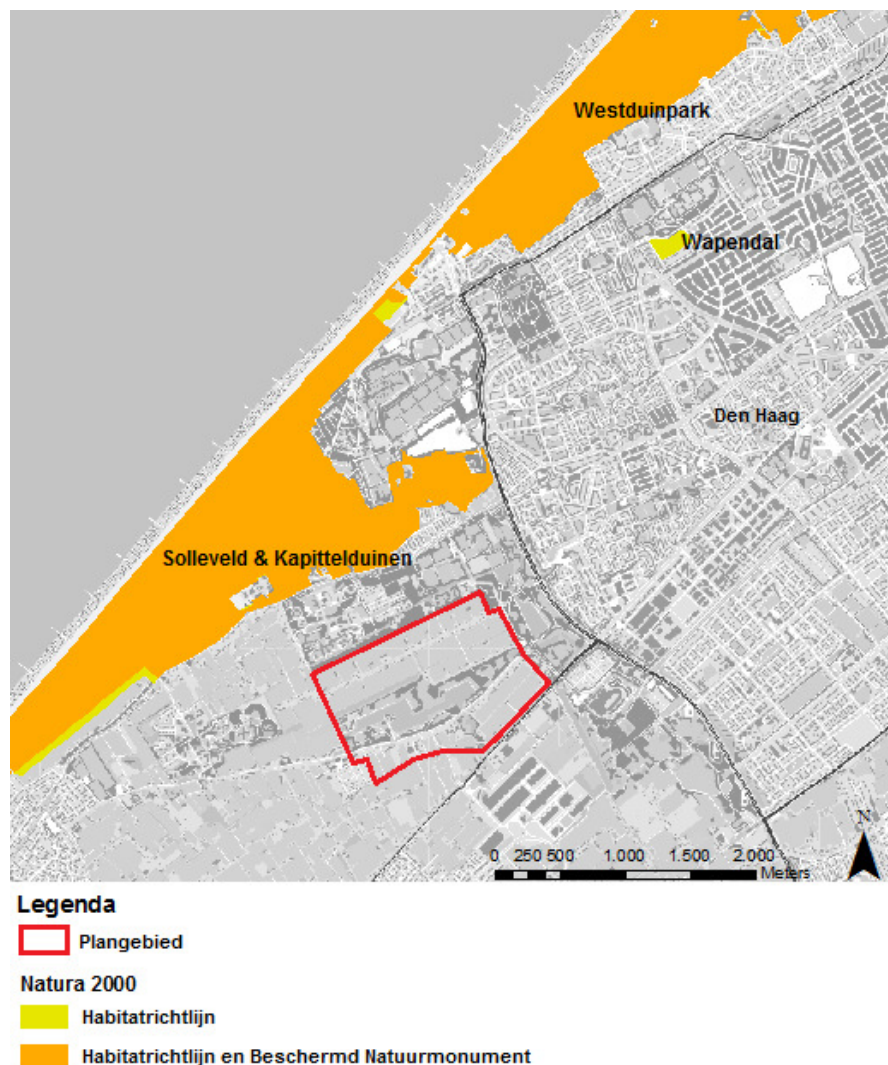 Westduinpark
Wapendal
Den Haag
Solleveld & Kapittelduinen
N
0 250 500 1.000 1.500 2.000
Meters
Legenda
Plangebied
Natura 2000
Habitatrichtlijn
Habitatrichtlijn en Beschermd Natuurmonument